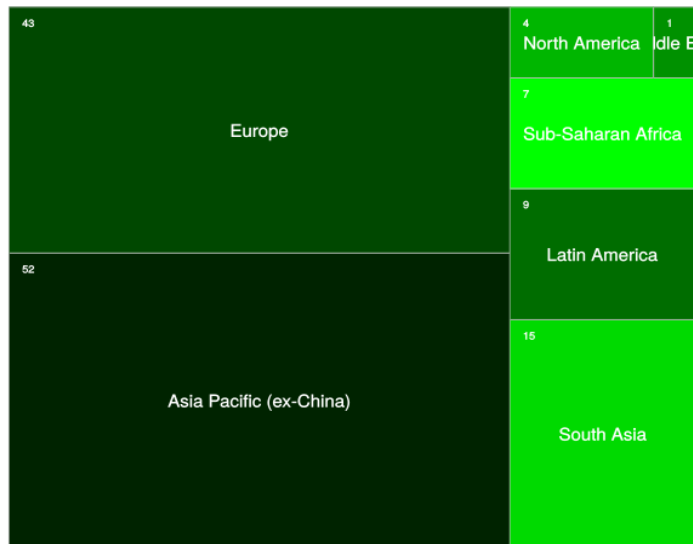 43
Europe
52
Asia Pacific (ex-China)
4
North America
1
ddle E
7
Sub-Saharan Africa
9
Latin America
15
South Asia